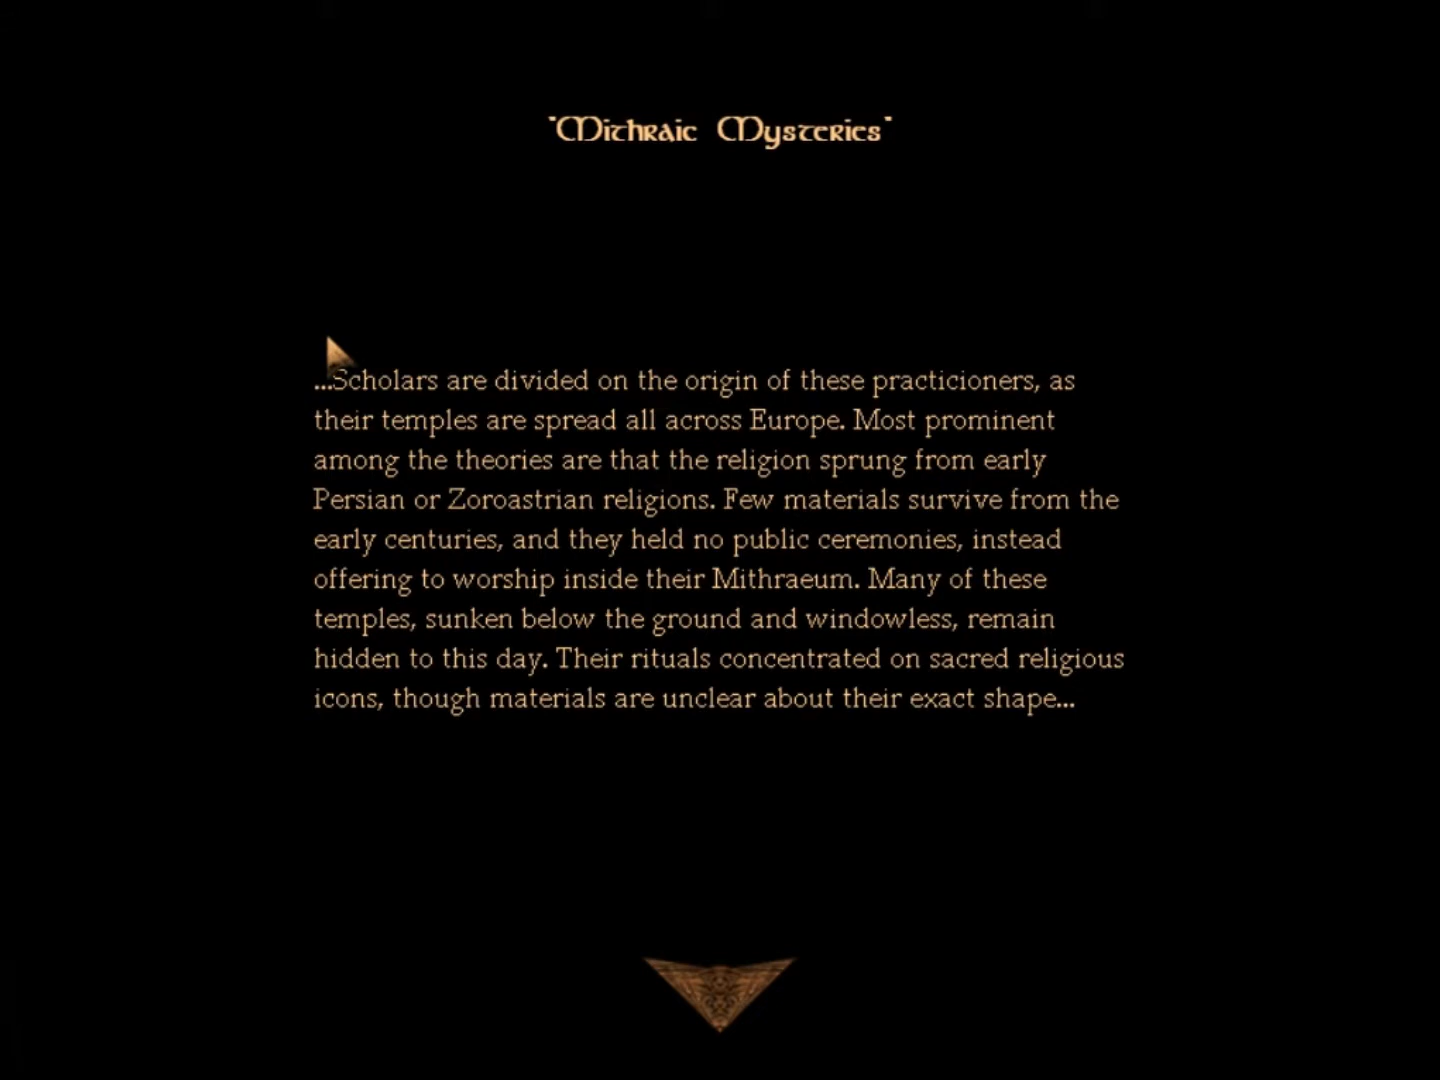 "Mithraic Mysteries"
...Scholars are divided on the origin of these practicioners, as
their temples are spread all across Europe. Most prominent
among the theories are that the religion sprung from early
Persian or Zoroastrian religions. Few materials survive from the
early centuries, and they held no public ceremonies, instead
offering to worship inside their Mithraeum. Many of these
temples, sunken below the ground and windowless, remain
hidden to this day. Their rituals concentrated on sacred religious
icons, though materials are unclear about their exact shape...